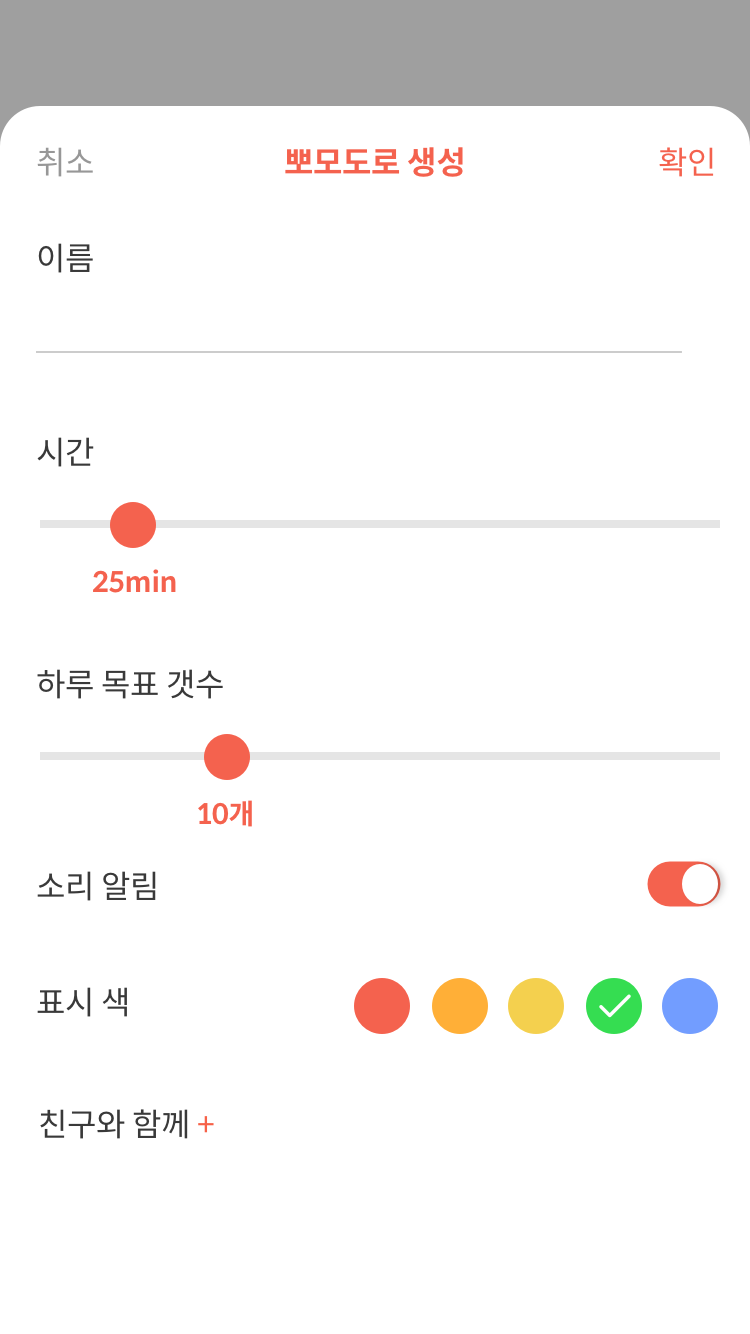 취소 뽀모도로 생성 확인
이름
시간
25min
하루 목표 갯수
10개
소리 알림
표시 색
친구와 함께 +